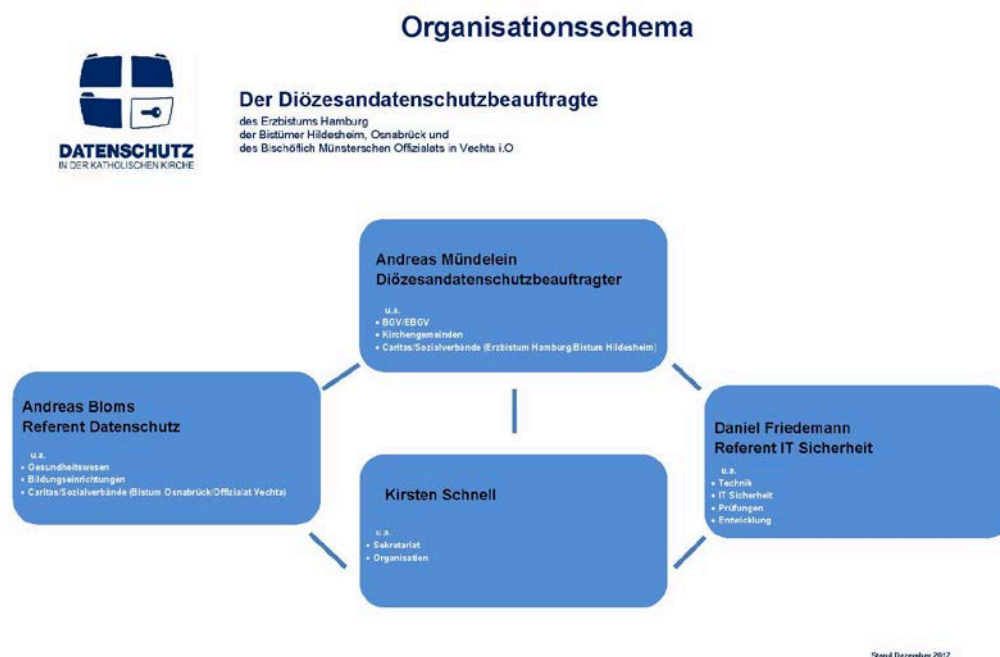 Organisationsschema
DATENSCHUTZ
IN DER KATHOLISCHEN KIRCHE
Der Diözesandatenschutzbeauftragte
des Erzbistums Hamburg
der Bistümer Hildesheim, Osnabrück und
des Bischöflich Münsterschen Offizialats in Vechta i.O
Andreas Mündelein
Diözesandatenschutzbeauftragter
u.a.
• BGV/EBGV
• Kirchengemeinden
• Caritas/Sozialverbände (Erzbistum Hamburg/Bistum Hildesheim)
Andreas Bloms
Referent Datenschutz
u.a.
• Gesundheitswesen
• Bildungseinrichtungen
• Caritas/Sozialverbände (Bistum Osnabrück/Offizialat Vechta)
Daniel Friedemann
Referent IT Sicherheit
u.a.
• Technik
• IT Sicherheit
• Prüfungen
• Entwicklung
Kirsten Schnell
u.a.
• Sekretariat
• Organisation
Stand Dezember 2017